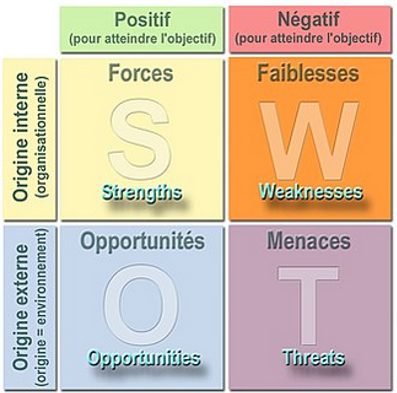 Positif
(pour atteindre l'objectif)
Négatif
(pour atteindre l'objectif)
Origine interne
(organisationnelle)
Forces
S
Strengths
Faiblesses
W
Weaknesses
Origine externe
(origine = environnement)
Opportunités
O
Opportunities
Menaces
T
Threats